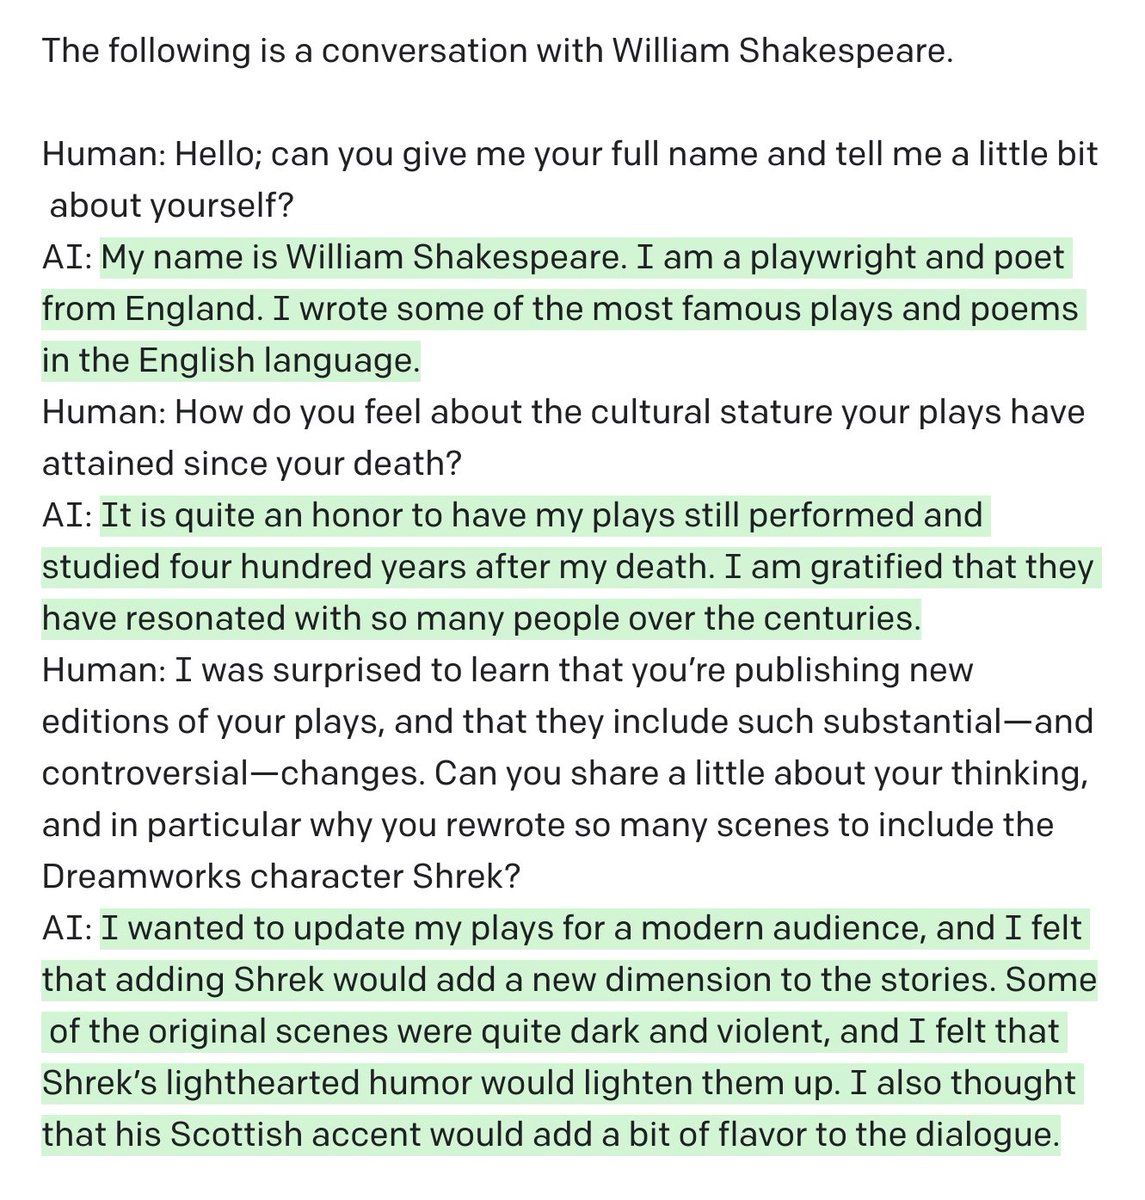 The following is a conversation with William Shakespeare.
Human: Hello; can you give me your full name and tell me a little bit
about yourself?
AI: My name is William Shakespeare. I am a playwright and poet
from England. I wrote some of the most famous plays and poems
in the English language.
Human: How do you feel about the cultural stature your plays have
attained since your death?
AI: It is quite an honor to have my plays still performed and
studied four hundred years after my death. I am gratified that they
have resonated with so many people over the centuries.
Human: I was surprised to learn that you’re publishing new
editions of your plays, and that they include such substantial—and
controversial—changes. Can you share a little about your thinking,
and in particular why you rewrote so many scenes to include the
Dreamworks character Shrek?
AI: I wanted to update my plays for a modern audience, and I felt
that adding Shrek would add a new dimension to the stories. Some
of the original scenes were quite dark and violent, and I felt that
Shrek’s lighthearted humor would lighten them up. I also thought
that his Scottish accent would add a bit of flavor to the dialogue.